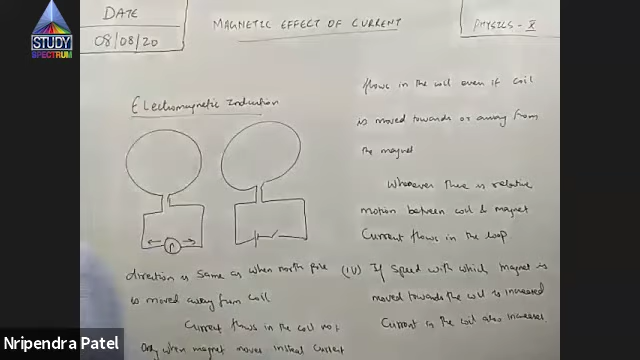 DATE
08/08/20
STUDY
SPECTRUM
MAGNETIC EFFECT OF CURRENT
PHYSICS - X
Electromagnetic Induction
direction is same as when north pole
is moved away from coil
Current flows in the coil not
only when magnet moves instead current
flows in the coil even if coil
is moved towards or away from
the magnet
Whenever there is relative
motion between coil & magnet
Current flows in the loop
(iv) If speed with which magnet is
moved towards the coil is increased
Current in the coil also increases.
Nripendra Patel